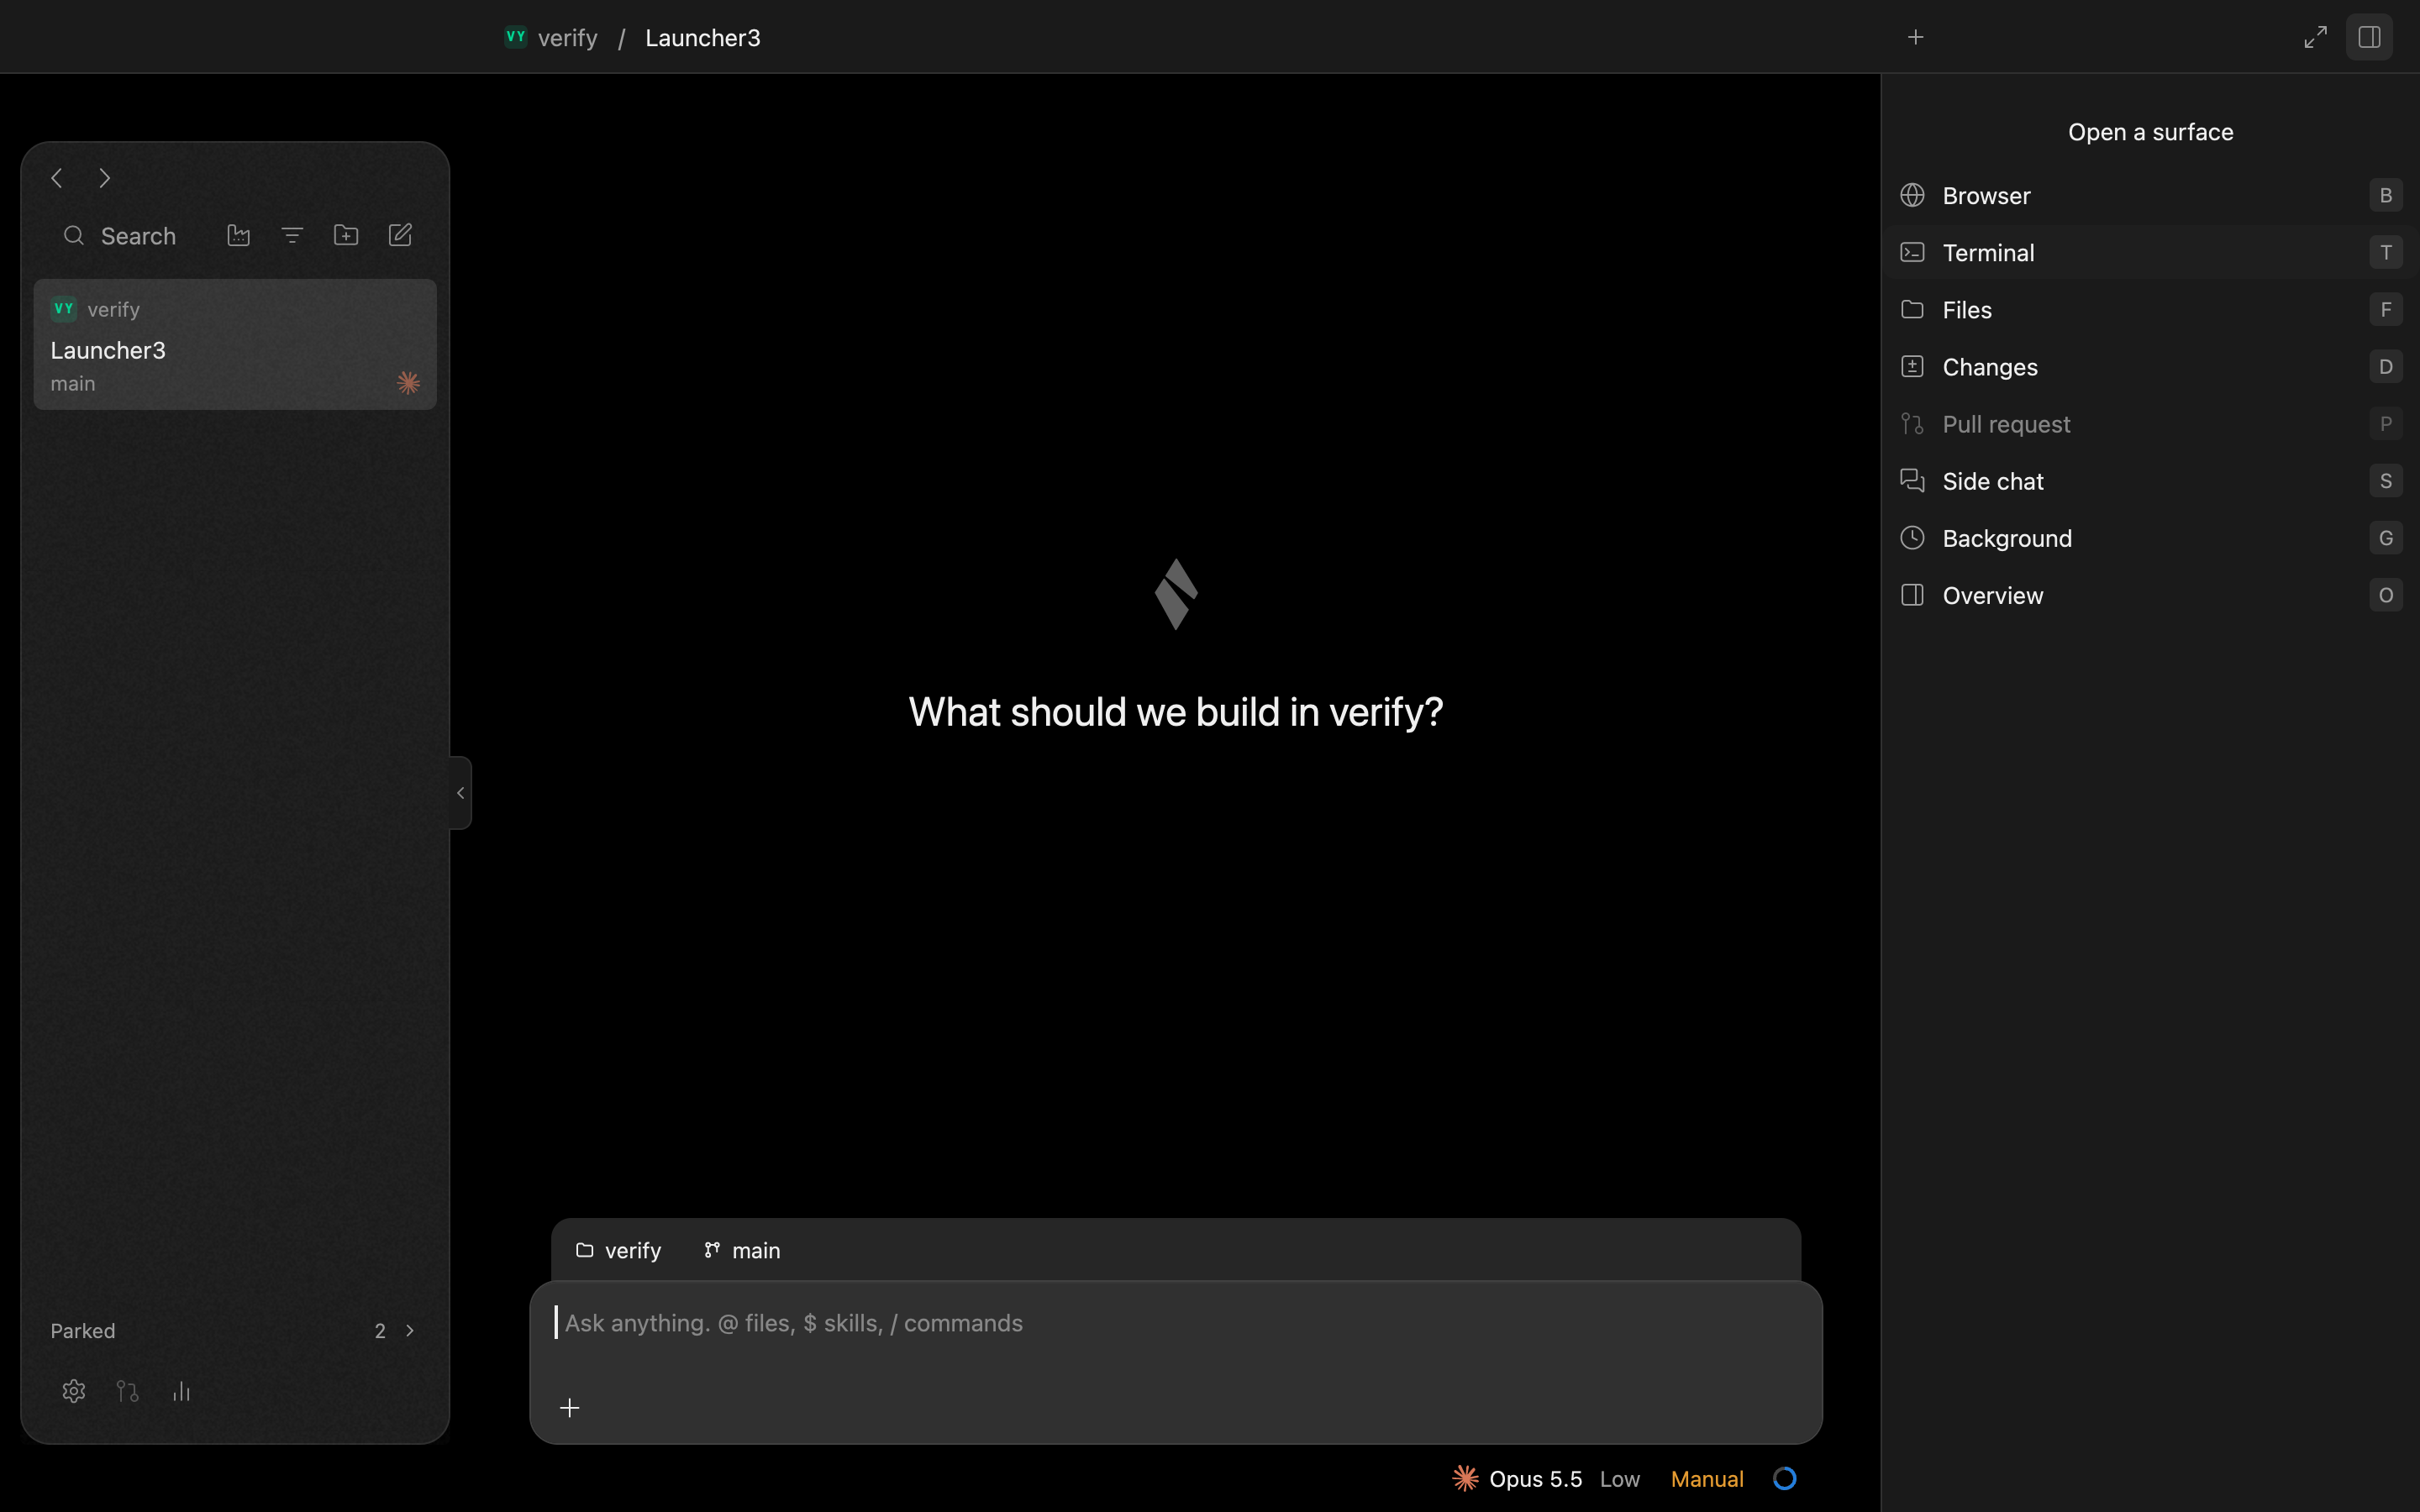 VY verify / Launcher3
Search
VY verify
Launcher3
main
Parked 2
What should we build in verify?
verify main
Ask anything. @ files, $ skills, / commands
Opus 5.5 Low Manual
Open a surface
Browser B
Terminal T
Files F
Changes D
Pull request P
Side chat S
Background G
Overview O